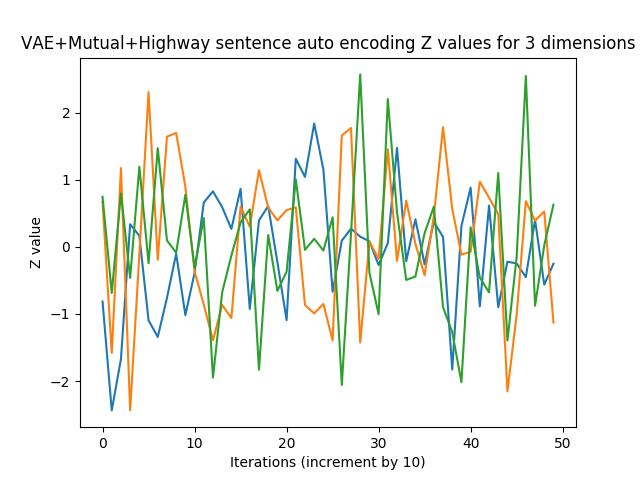 VAE+Mutual+Highway sentence auto encoding Z values for 3 dimensions
Z value
2
1
0
−1
−2
0 10 20 30 40 50
Iterations (increment by 10)